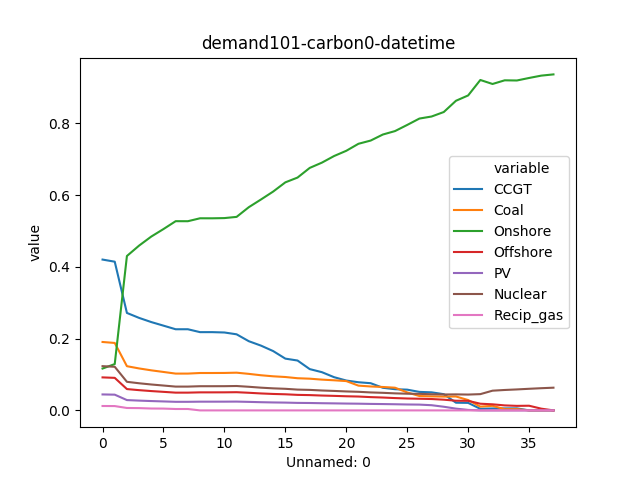 demand101-carbon0-datetime
value
0.8
0.6
0.4
0.2
0.0
variable
CCGT
Coal
Onshore
Offshore
PV
Nuclear
Recip_gas
0 5 10 15 20 25 30 35
Unnamed: 0